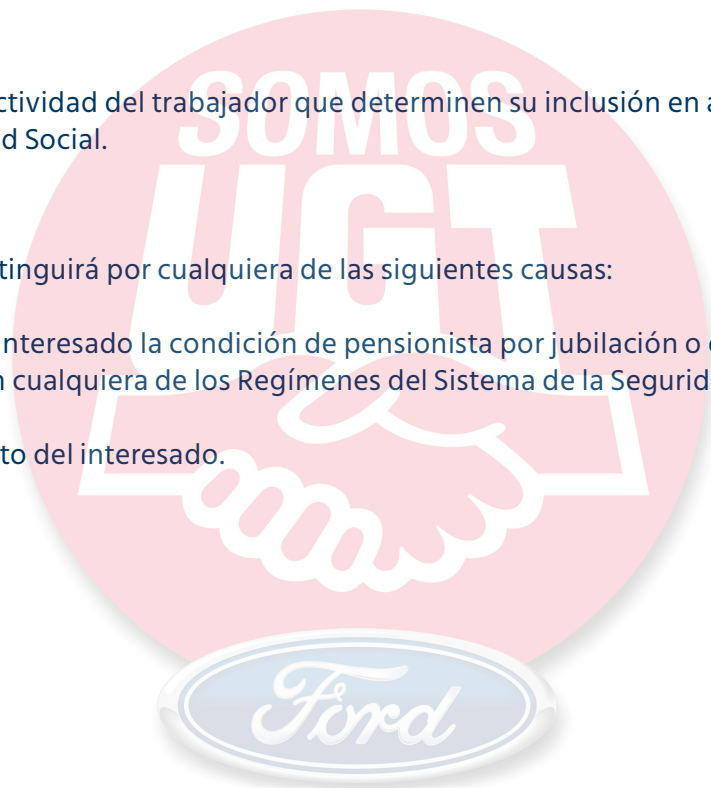 SOMOS
UGT
ctividad del trabajador que determinen su inclusión en a
d Social.
tinguirá por cualquiera de las siguientes causas:
interesado la condición de pensionista por jubilación o
n cualquiera de los Regímenes del Sistema de la Segurid
to del interesado.
Ford